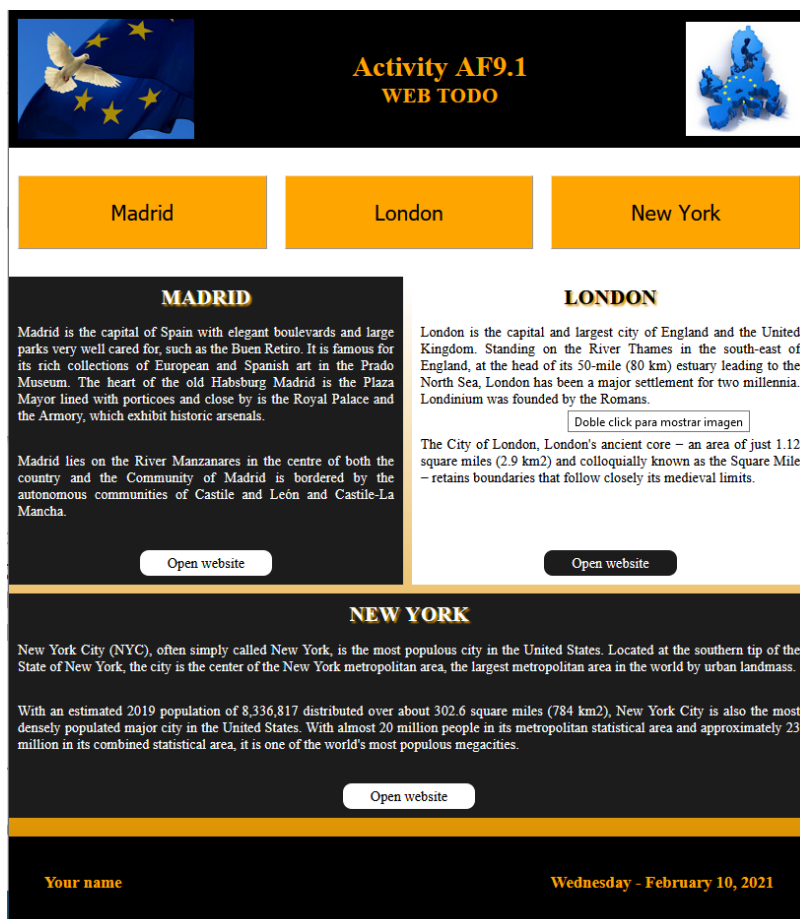 Activity AF9.1
WEB TODO
Madrid
London
New York
MADRID
Madrid is the capital of Spain with elegant boulevards and large
parks very well cared for, such as the Buen Retiro. It is famous for
its rich collections of European and Spanish art in the Prado
Museum. The heart of the old Habsburg Madrid is the Plaza
Mayor lined with porticoes and close by is the Royal Palace and
the Armory, which exhibit historic arsenals.
Madrid lies on the River Manzanares in the centre of both the
country and the Community of Madrid is bordered by the
autonomous communities of Castile and León and Castile-La
Mancha.
Open website
LONDON
London is the capital and largest city of England and the United
Kingdom. Standing on the River Thames in the south-east of
England, at the head of its 50-mile (80 km) estuary leading to the
North Sea, London has been a major settlement for two millennia.
Londinium was founded by the Romans.
Doble click para mostrar imagen
The City of London, London's ancient core − an area of just 1.12
square miles (2.9 km2) and colloquially known as the Square Mile
− retains boundaries that follow closely its medieval limits.
Open website
NEW YORK
New York City (NYC), often simply called New York, is the most populous city in the United States. Located at the southern tip of the
State of New York, the city is the center of the New York metropolitan area, the largest metropolitan area in the world by urban landmass.
With an estimated 2019 population of 8,336,817 distributed over about 302.6 square miles (784 km2), New York City is also the most
densely populated major city in the United States. With almost 20 million people in its metropolitan statistical area and approximately 23
million in its combined statistical area, it is one of the world's most populous megacities.
Open website
Your name
Wednesday - February 10, 2021